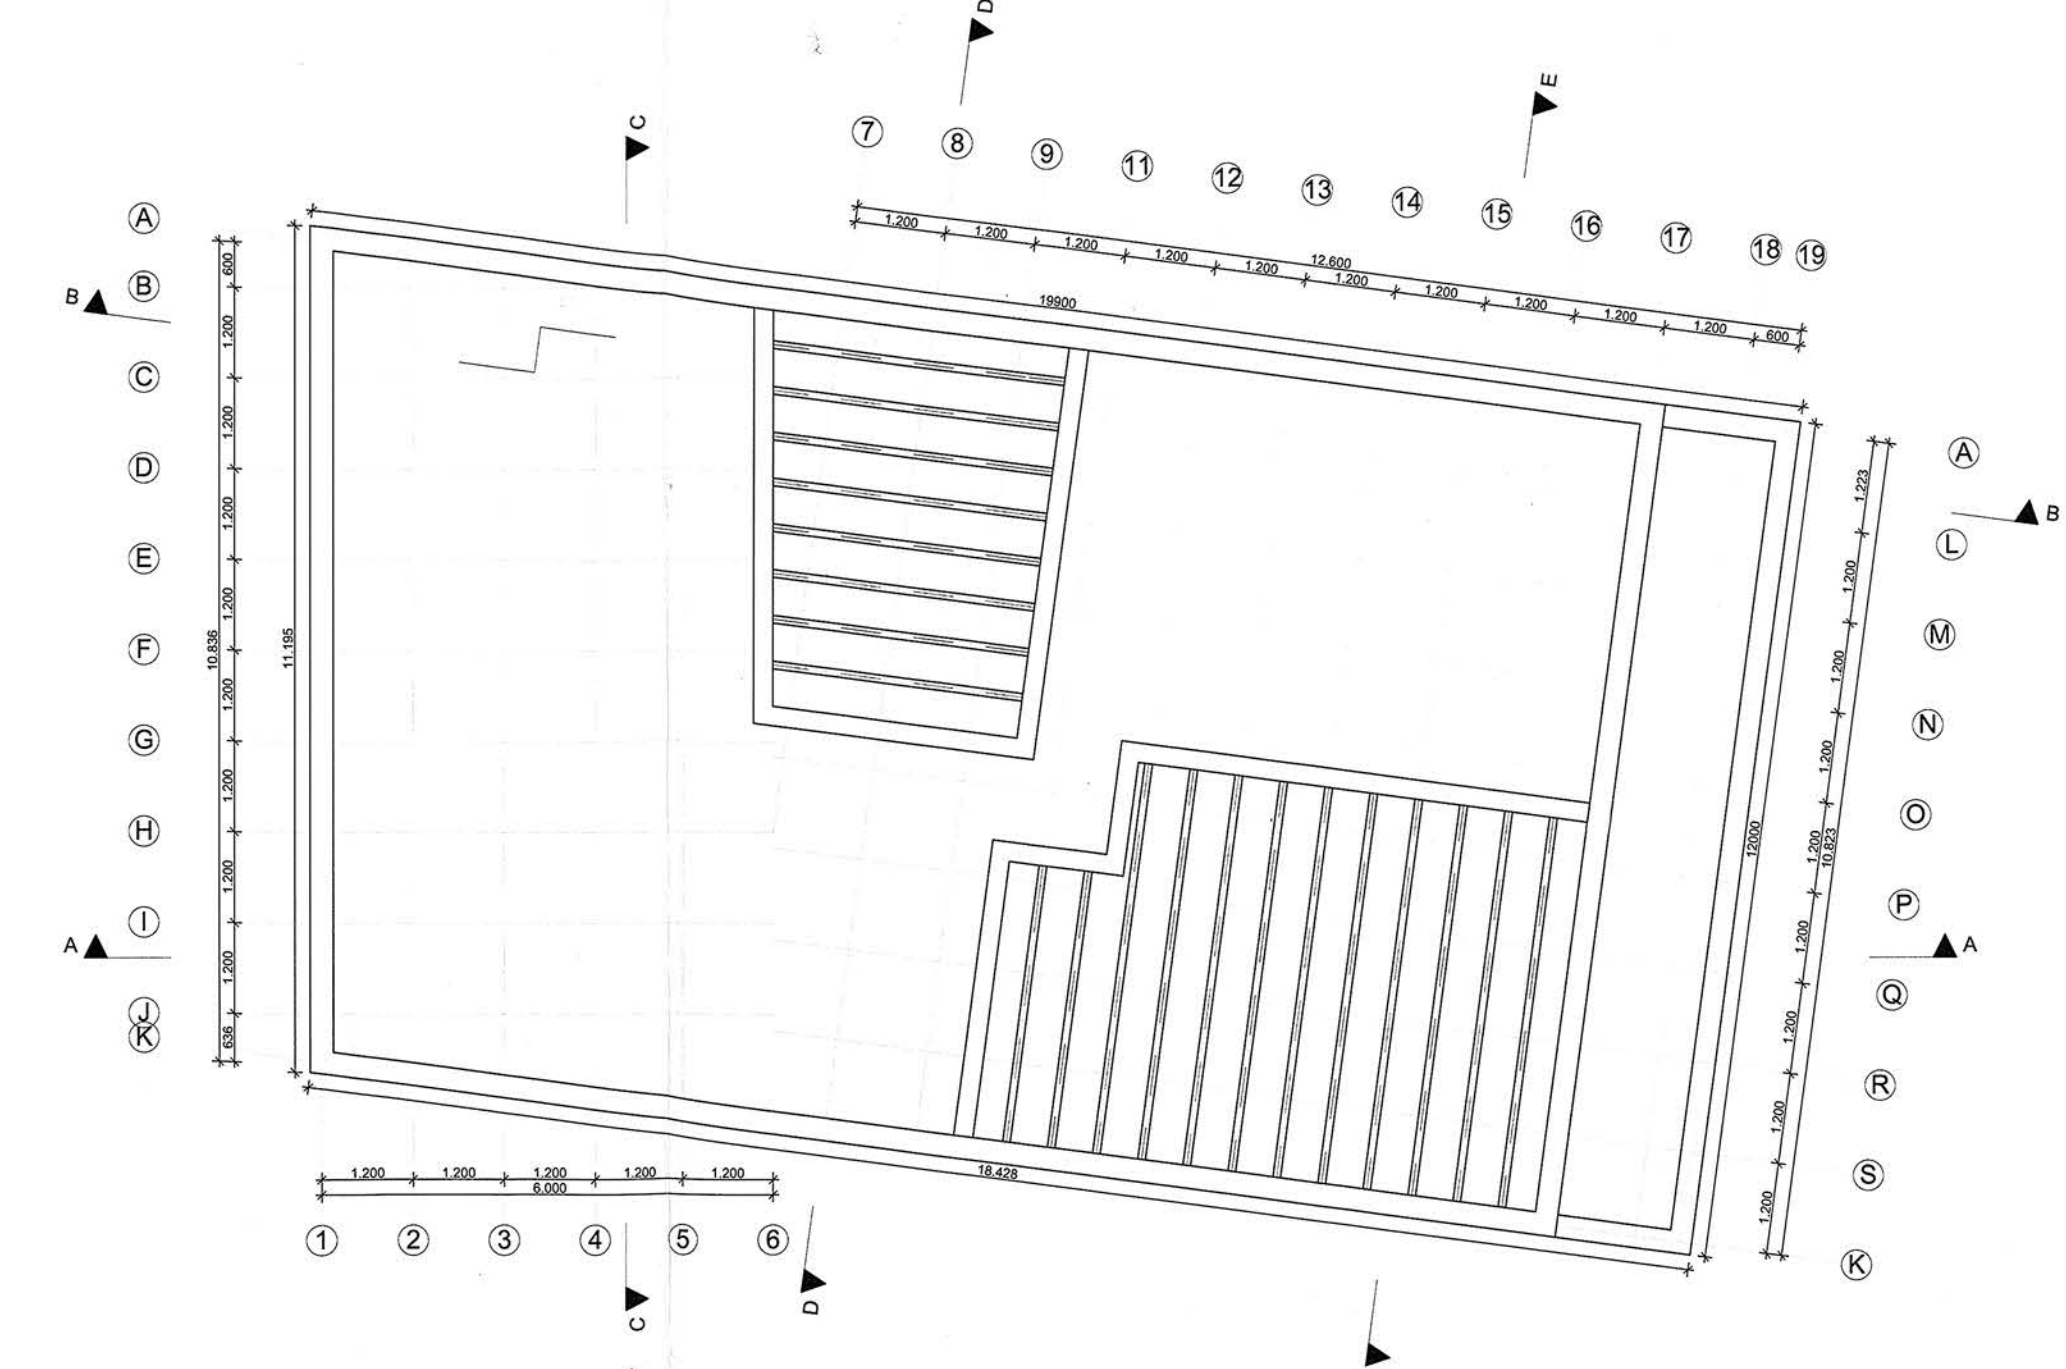 D
E
C
7
8
9
11
12
13
14
15
16
17
18
19
1.200
1.200
1.200
1.200
1.200
1.200
1.200
1.200
1.200
1.200
600
12.600
19900
A
B
B
C
D
E
F
G
H
I
A
J
K
600
1.200
1.200
1.200
1.200
1.200
1.200
1.200
1.200
636
10.836
11.195
A
B
L
M
N
O
P
A
Q
R
S
K
1.223
1.200
1.200
1.200
1.200
1.200
1.200
1.200
1.200
10.823
12000
18.428
1.200
1.200
1.200
1.200
1.200
6.000
1
2
3
4
5
6
C
D